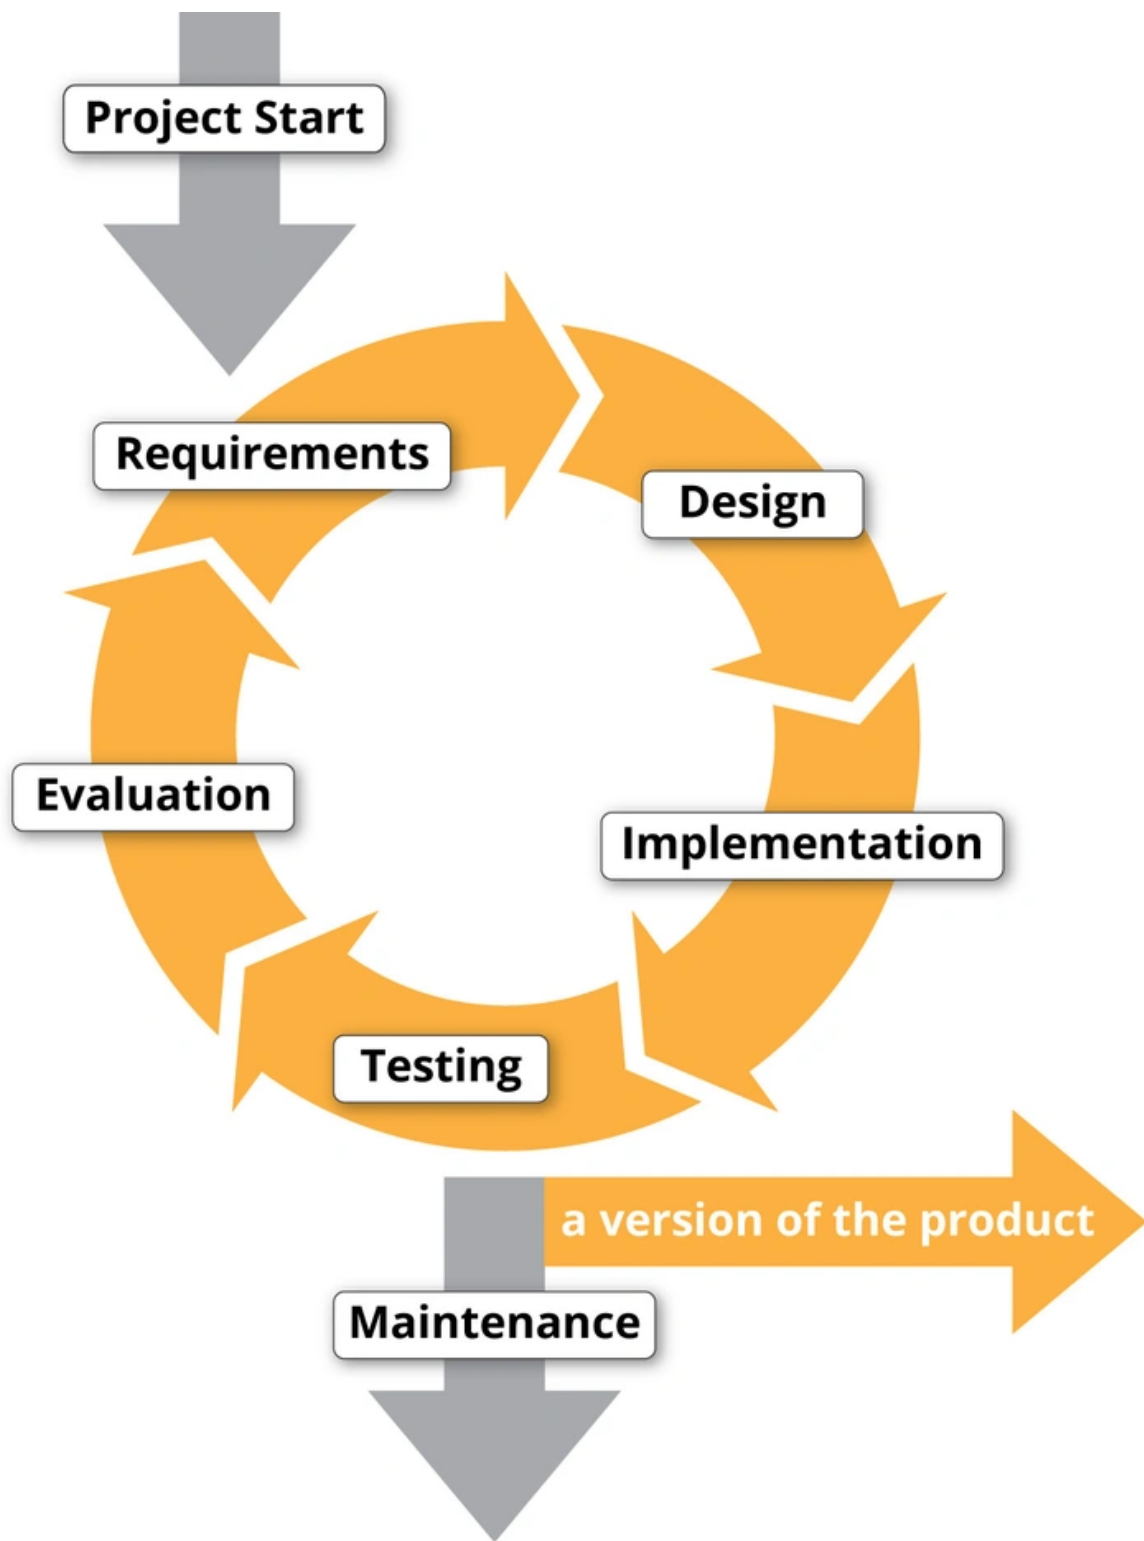 Project Start
Requirements
Design
Implementation
Testing
Evaluation
a version of the product
Maintenance